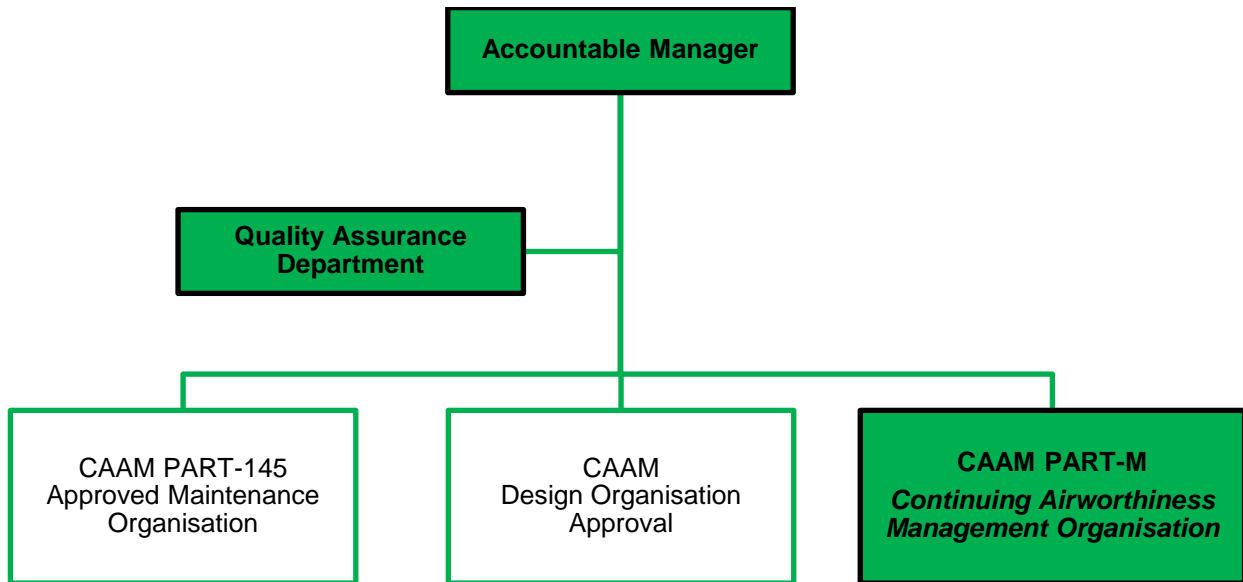 Accountable Manager
Quality Assurance
Department
CAAM PART-145
Approved Maintenance
Organisation
CAAM
Design Organisation
Approval
CAAM PART-M
Continuing Airworthiness
Management Organisation